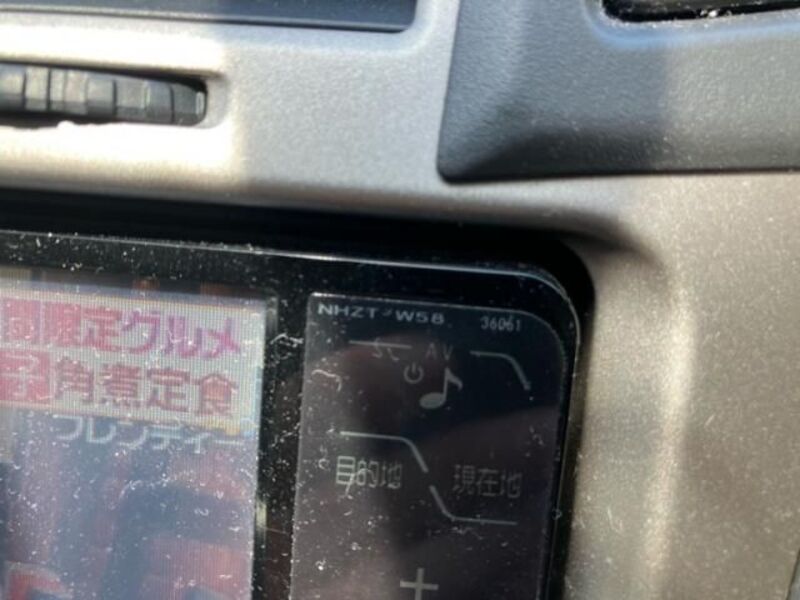 NHZT-W58 36061
AV
目的地
現在地
+
間限定グルメ
角煮定食
フレンディー